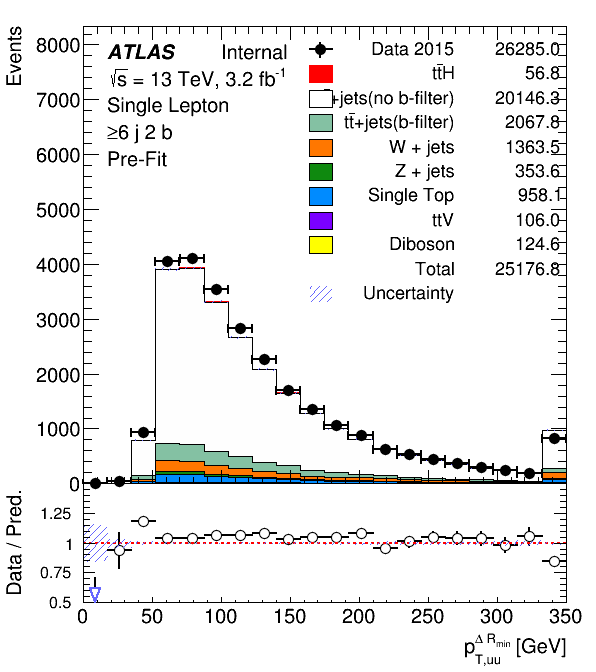 Events
8000
7000
6000
5000
4000
3000
2000
1000
0
ATLAS Internal
√s = 13 TeV, 3.2 fb-1
Single Lepton
≥6 j 2 b
Pre-Fit
Data 2015 26285.0
tt̄H 56.8
+jets(no b-filter) 20146.3
tt̄+jets(b-filter) 2067.8
W + jets 1363.5
Z + jets 353.6
Single Top 958.1
ttV 106.0
Diboson 124.6
Total 25176.8
Uncertainty
Data / Pred.
1.25
1
0.75
0.5
0 50 100 150 200 250 300 350
p_{T,uu}^{Δ R_{min}} [GeV]